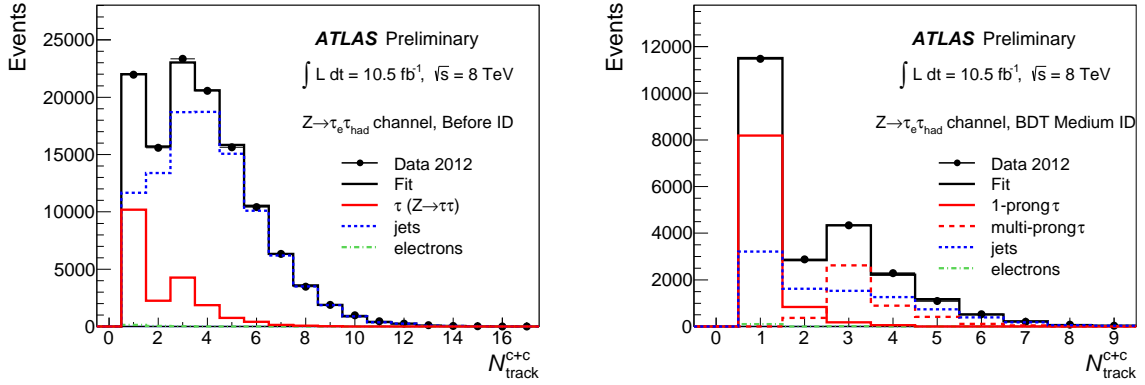 Events
25000
20000
15000
10000
5000
0
ATLAS Preliminary
∫ L dt = 10.5 fb⁻¹, √s = 8 TeV
Z→τₑτhad channel, Before ID
Data 2012
Fit
τ (Z→ττ)
jets
electrons
0 2 4 6 8 10 12 14 16
N^{c+c}_{track}
Events
12000
10000
8000
6000
4000
2000
0
ATLAS Preliminary
∫ L dt = 10.5 fb⁻¹, √s = 8 TeV
Z→τₑτhad channel, BDT Medium ID
Data 2012
Fit
1-prong τ
multi-prong τ
jets
electrons
0 1 2 3 4 5 6 7 8 9
N^{c+c}_{track}